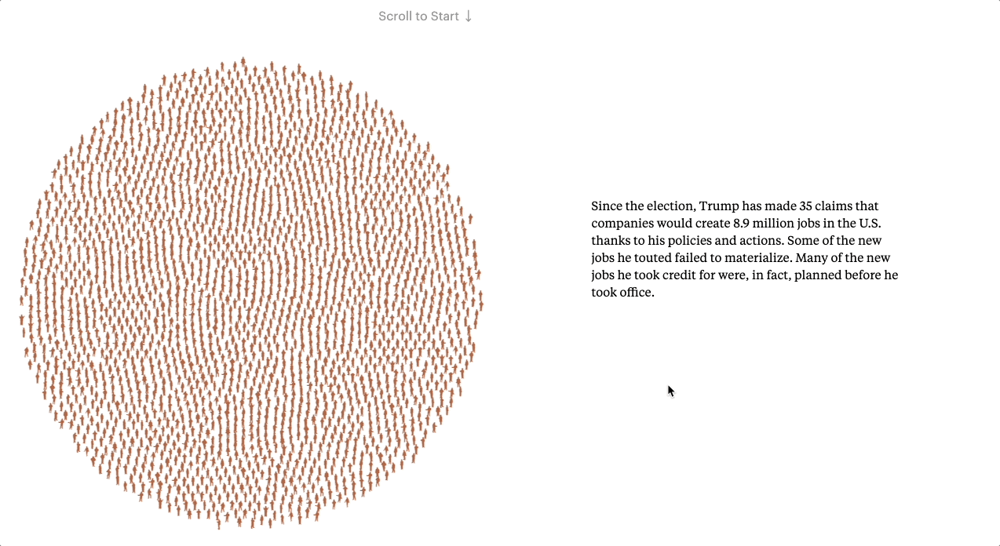 Scroll to Start ↓
Since the election, Trump has made 35 claims that
companies would create 8.9 million jobs in the U.S.
thanks to his policies and actions. Some of the new
jobs he touted failed to materialize. Many of the new
jobs he took credit for were, in fact, planned before he
took office.